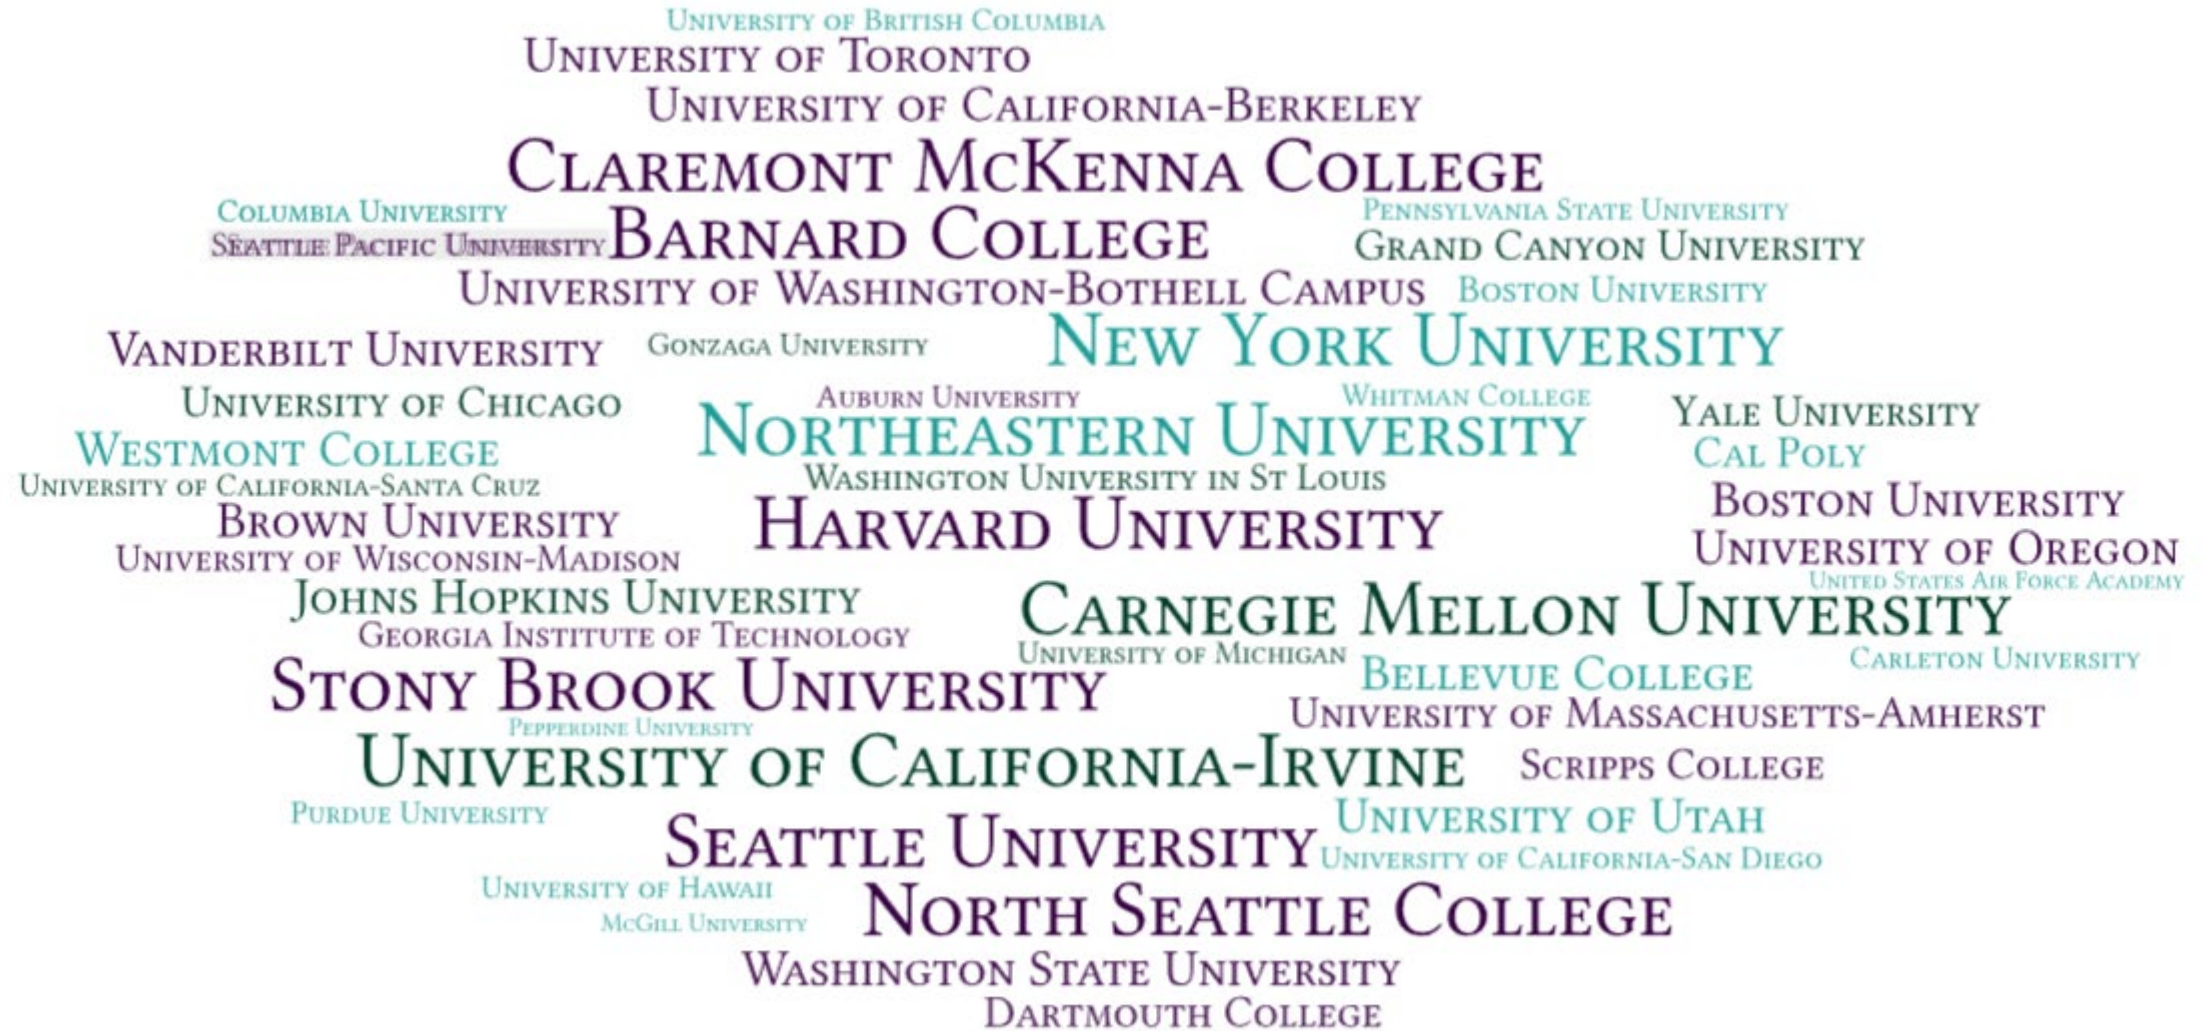 University of British Columbia
University of Toronto
University of California-Berkeley
Claremont McKenna College
Columbia University
Pennsylvania State University
Seattle Pacific University
Barnard College
Grand Canyon University
University of Washington-Bothell Campus
Boston University
Vanderbilt University
Gonzaga University
New York University
University of Chicago
Auburn University
Whitman College
Yale University
Westmont College
Northeastern University
Cal Poly
University of California-Santa Cruz
Washington University in St Louis
Boston University
Brown University
Harvard University
University of Oregon
University of Wisconsin-Madison
United States Air Force Academy
Johns Hopkins University
Carnegie Mellon University
Georgia Institute of Technology
University of Michigan
Carleton University
Stony Brook University
Bellevue College
University of Massachusetts-Amherst
Pepperdine University
University of California-Irvine
Scripps College
Purdue University
University of Utah
Seattle University
University of California-San Diego
University of Hawaii
North Seattle College
McGill University
Washington State University
Dartmouth College